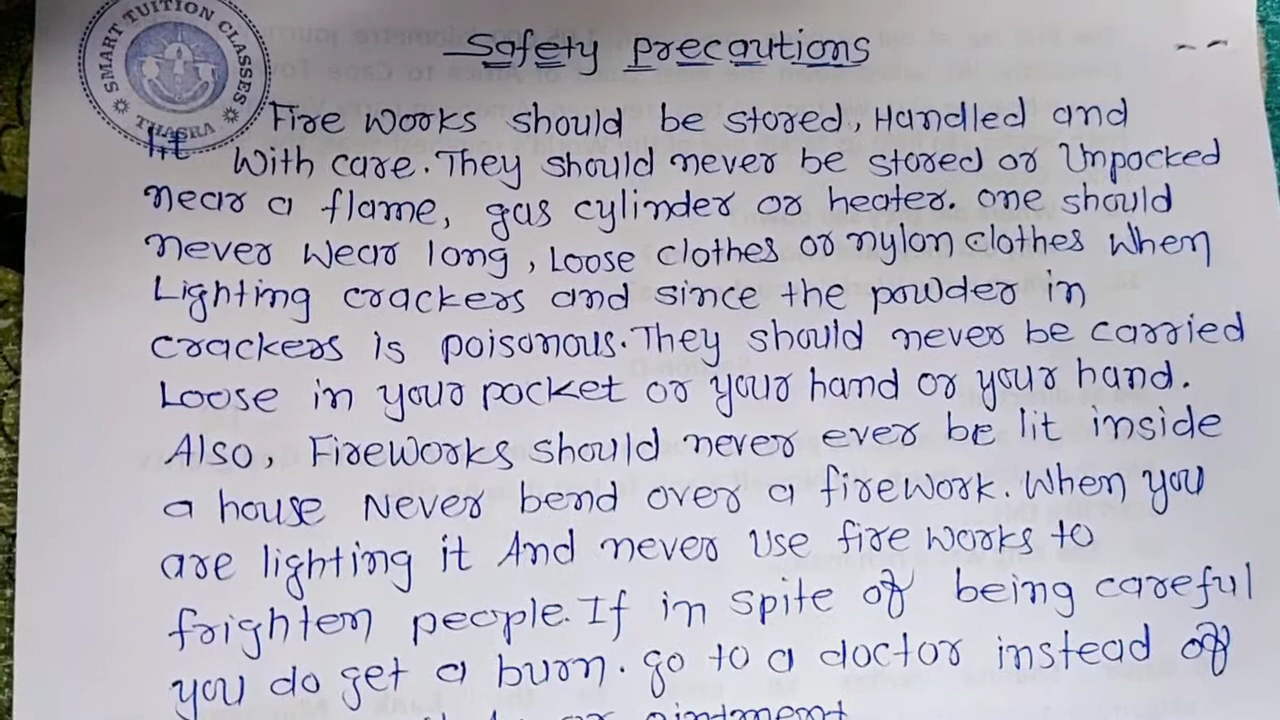 SMART TUITION CLASSES
THASRA
Safety Precautions
Fire works should be stored, Handled and
lit With care. They should never be stored or Unpacked
near a flame, gas cylinder or heater. one should
never wear long, Loose clothes or nylon clothes when
Lighting crackers and since the powder in
crackers is poisonous. They should never be carried
Loose in your pocket or your hand or your hand.
Also, Fireworks should never ever be lit inside
a house Never bend over a firework. When you
are lighting it And never Use fire works to
frighten people. If in spite of being careful
you do get a burn. go to a doctor instead of
or ointment